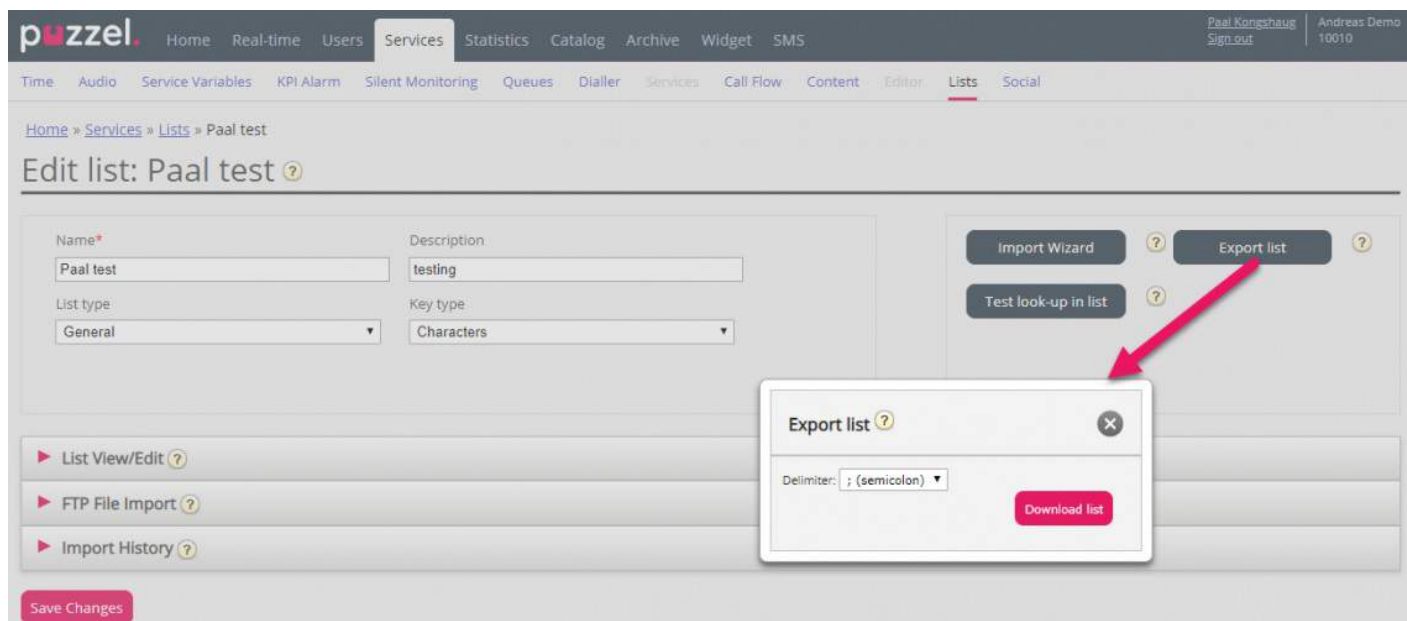 puzzel. Home Real-time Users Services Statistics Catalog Archive Widget SMS
Paal Kongshaug
Sign out
Andreas Demo
10010
Time Audio Service Variables KPI Alarm Silent Monitoring Queues Dialler Services Call Flow Content Editor Lists Social
Home » Services » Lists » Paal test
Edit list: Paal test ?
Name*
Description
Paal test
testing
List type
Key type
General
Characters
Import Wizard ? Export list ?
Test look-up in list ?
Export list ?
Delimiter: ; (semicolon)
Download list
List View/Edit ?
FTP File Import ?
Import History ?
Save Changes